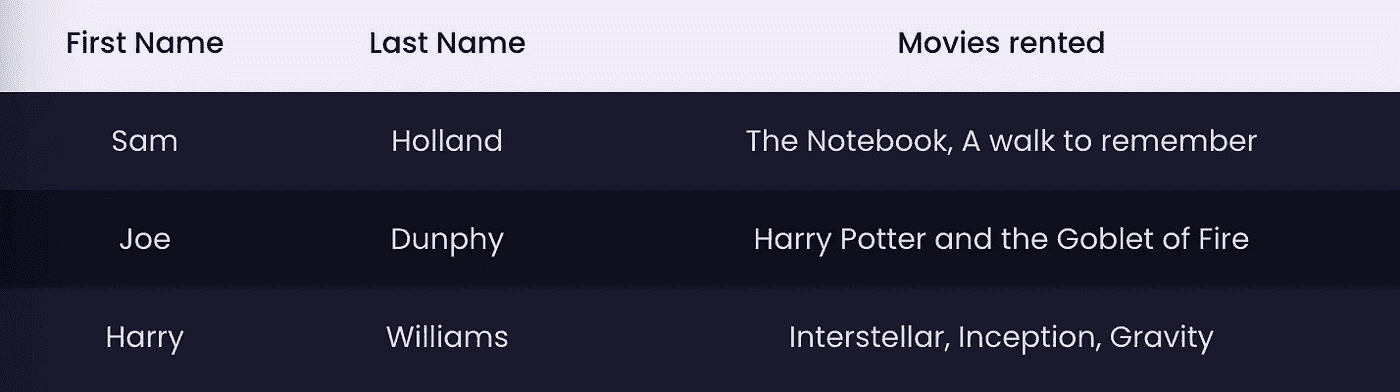 First Name Last Name Movies rented
Sam Holland The Notebook, A walk to remember
Joe Dunphy Harry Potter and the Goblet of Fire
Harry Williams Interstellar, Inception, Gravity